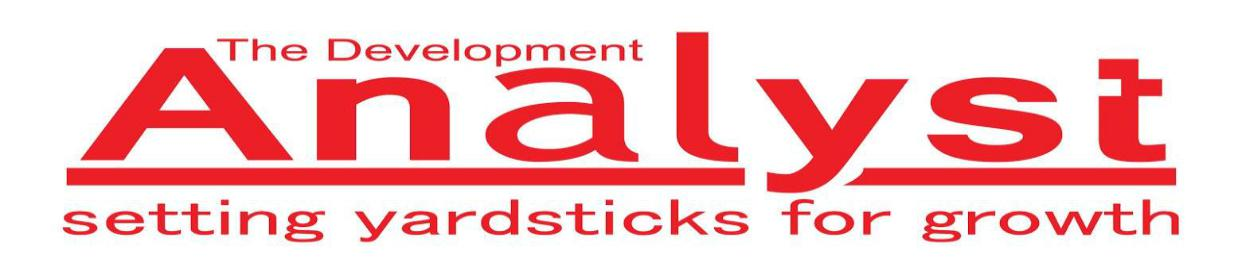 The Development
Analyst
setting yardsticks for growth